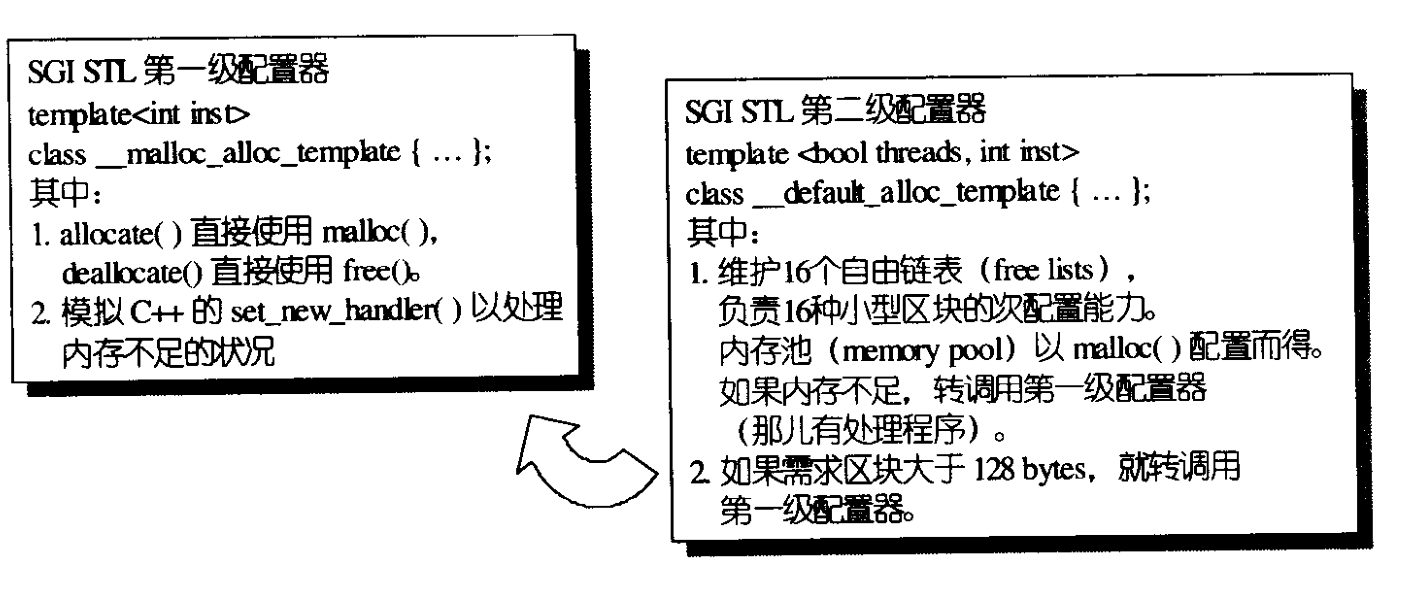 SGI STL 第一级配置器
template<int inst>
class __malloc_alloc_template { … };
其中：
1. allocate( ) 直接使用 malloc( ),
deallocate() 直接使用 free()。
2. 模拟 C++ 的 set_new_handler( ) 以处理
内存不足的状况
SGI STL 第二级配置器
template <bool threads, int inst>
class __default_alloc_template { … };
其中：
1. 维护16个自由链表（free lists），
负责16种小型区块的次配置能力。
内存池（memory pool）以 malloc( ) 配置而得。
如果内存不足，转调用第一级配置器
（那儿有处理程序）。
2. 如果需求区块大于 128 bytes，就转调用
第一级配置器。